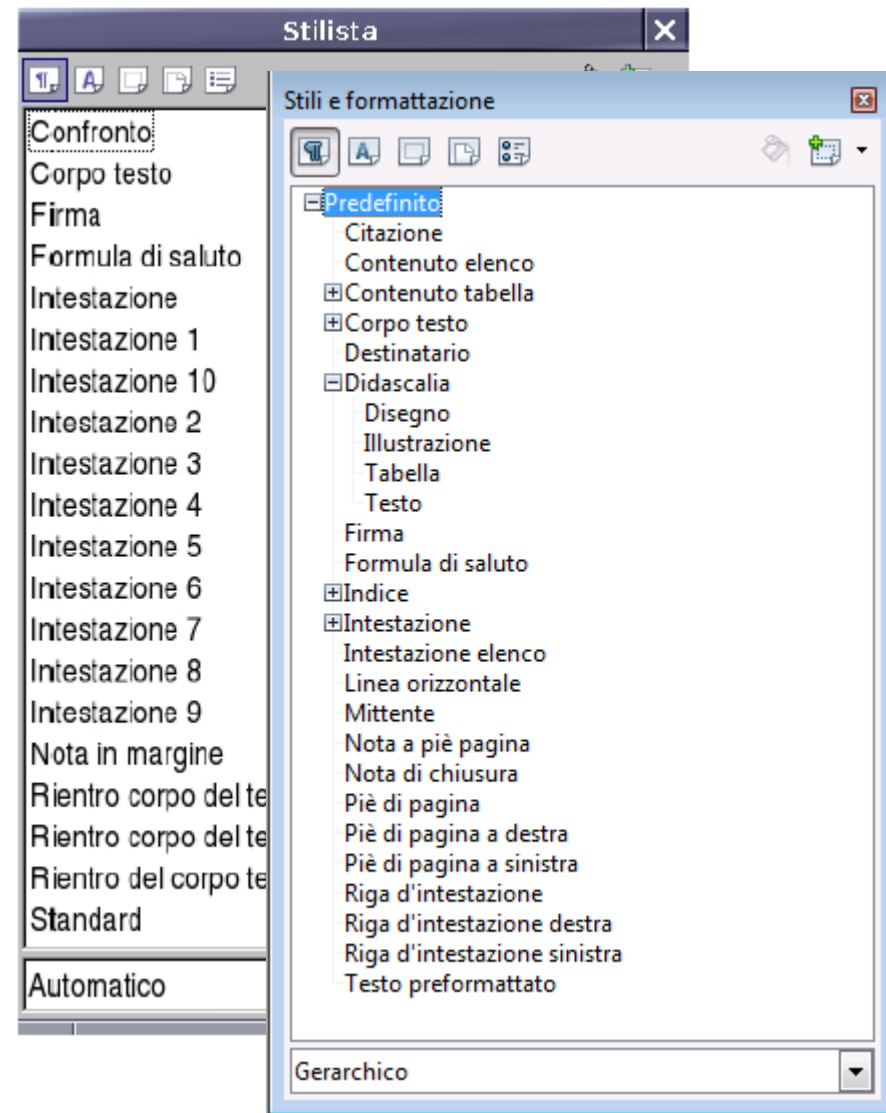 Stilista
Confronto
Corpo testo
Firma
Formula di saluto
Intestazione
Intestazione 1
Intestazione 10
Intestazione 2
Intestazione 3
Intestazione 4
Intestazione 5
Intestazione 6
Intestazione 7
Intestazione 8
Intestazione 9
Nota in margine
Rientro corpo del te
Rientro corpo del te
Rientro del corpo te
Standard
Automatico
Stili e formattazione
Predefinito
Citazione
Contenuto elenco
Contenuto tabella
Corpo testo
Destinatario
Didascalia
Disegno
Illustrazione
Tabella
Testo
Firma
Formula di saluto
Indice
Intestazione
Intestazione elenco
Linea orizzontale
Mittente
Nota a piè pagina
Nota di chiusura
Piè di pagina
Piè di pagina a destra
Piè di pagina a sinistra
Riga d'intestazione
Riga d'intestazione destra
Riga d'intestazione sinistra
Testo preformattato
Gerarchico